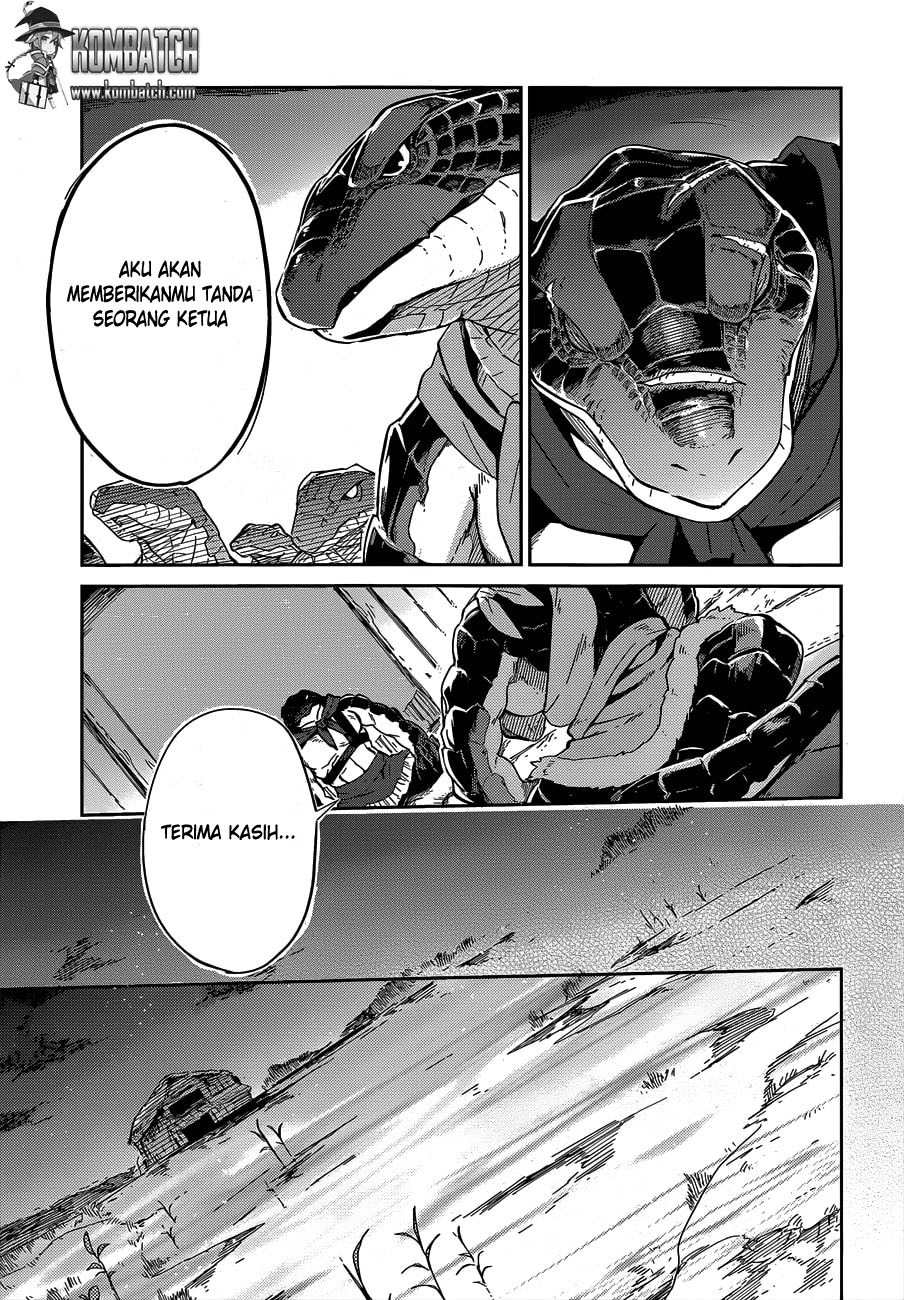 KOMBATCH
www.kombatch.com
AKU AKAN
MEMBERIKANMU TANDA
SEORANG KETUA
TERIMA KASIH...